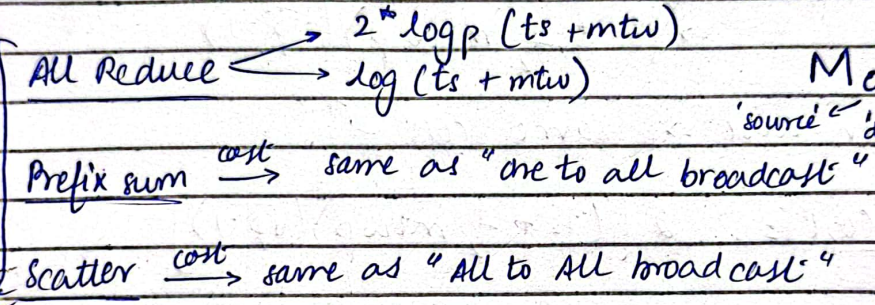 2* log p (ts + mtw)
All Reduce
log (ts + mtw)
'source'
Prefix sum cost → same as "one to all broadcast"
Scatter cost → same as "All to All broadcast"